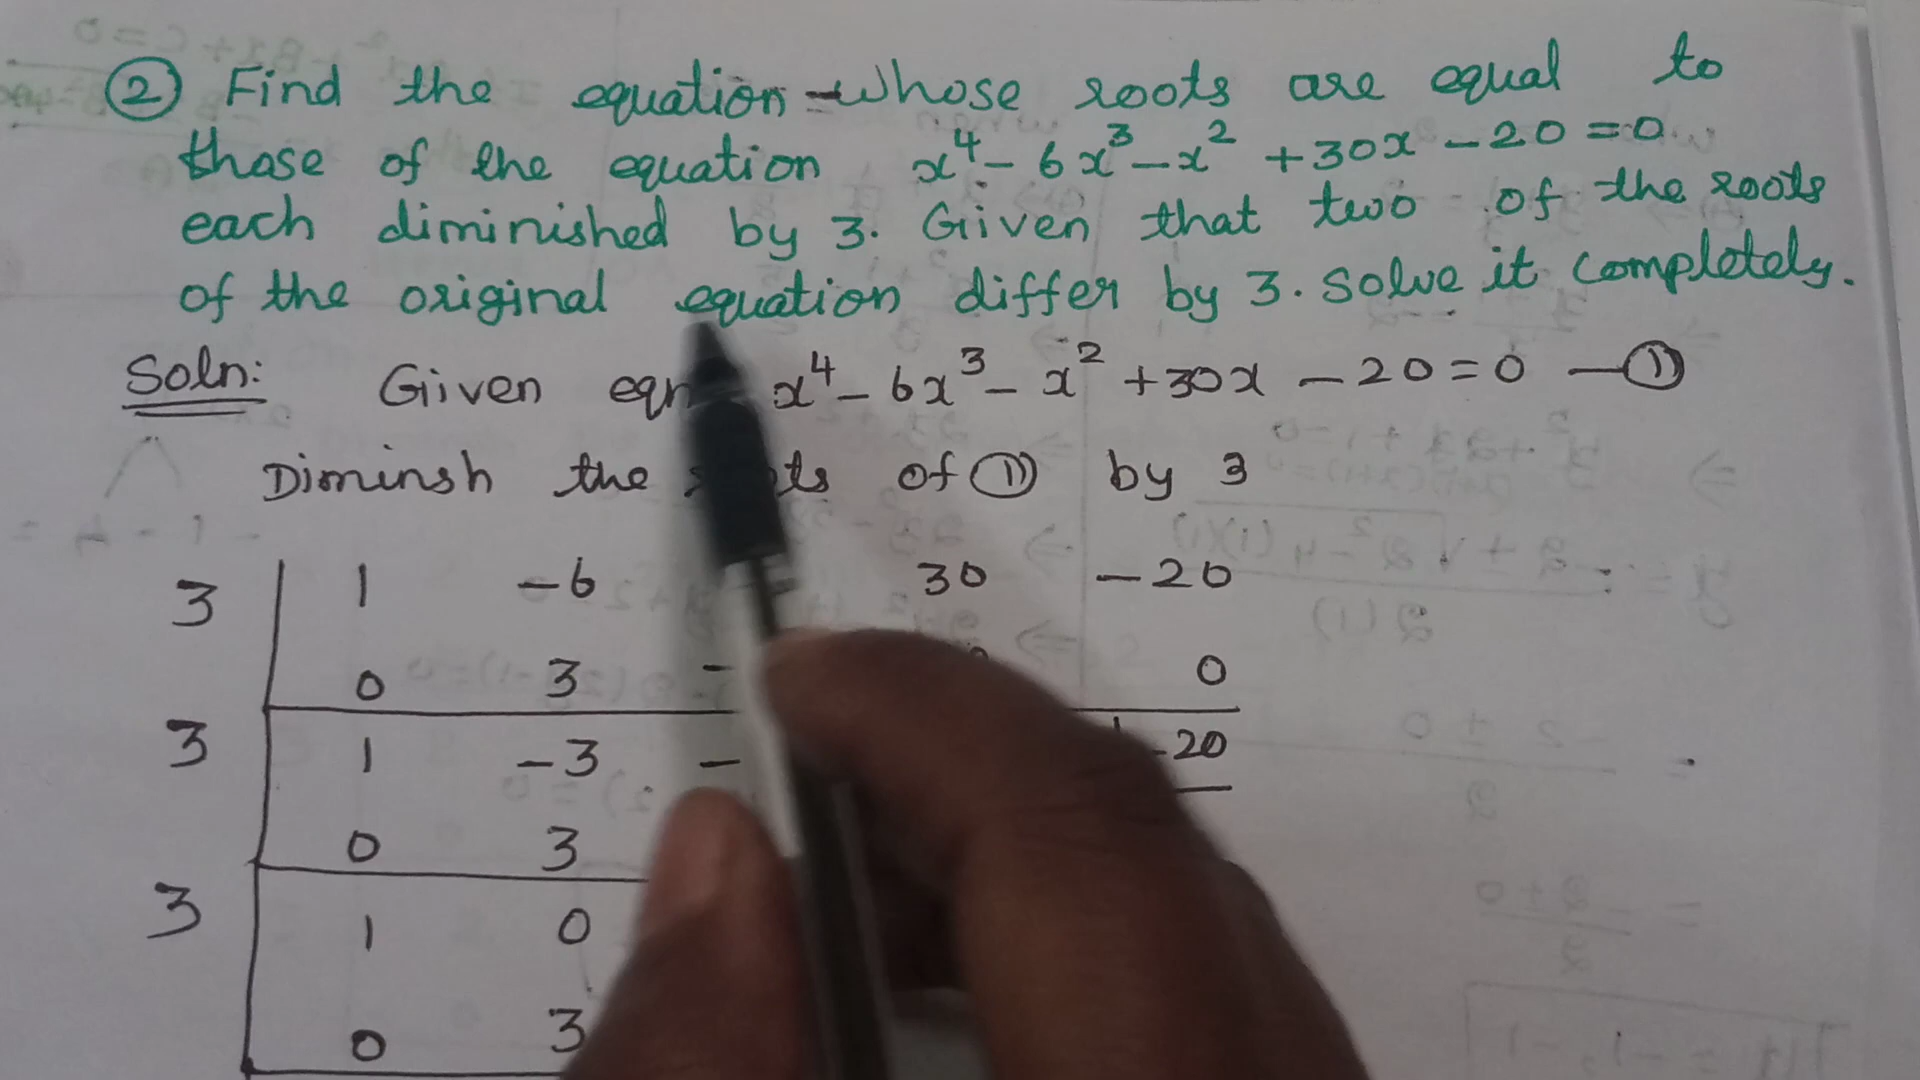 ② Find the equation whose roots are equal to
those of the equation x⁴ - 6x³ - x² + 30x - 20 = 0
each diminished by 3. Given that two of the roots
of the original equation differ by 3. solve it completely.
Soln: Given eqn x⁴ - 6x³ - x² + 30x - 20 = 0 — ①
Diminsh the of ① by 3
3 | 1 -6 30 -20
0 3 - 0
3 | 1 -3 - -20
0 3
3 | 1 0
0 3